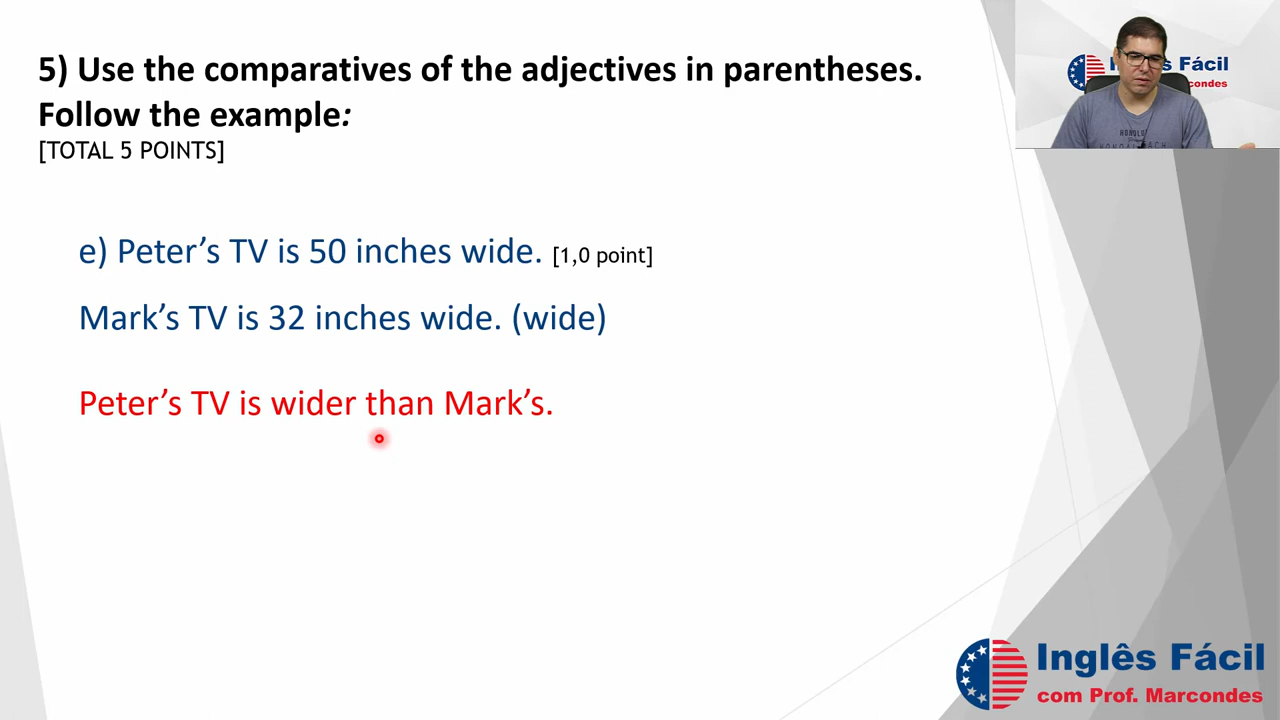 5) Use the comparatives of the adjectives in parentheses.
Follow the example:
[TOTAL 5 POINTS]
e) Peter’s TV is 50 inches wide. [1,0 point]
Mark’s TV is 32 inches wide. (wide)
Peter’s TV is wider than Mark’s.
Fácil
Inglês Fácil
com Prof. Marcondes